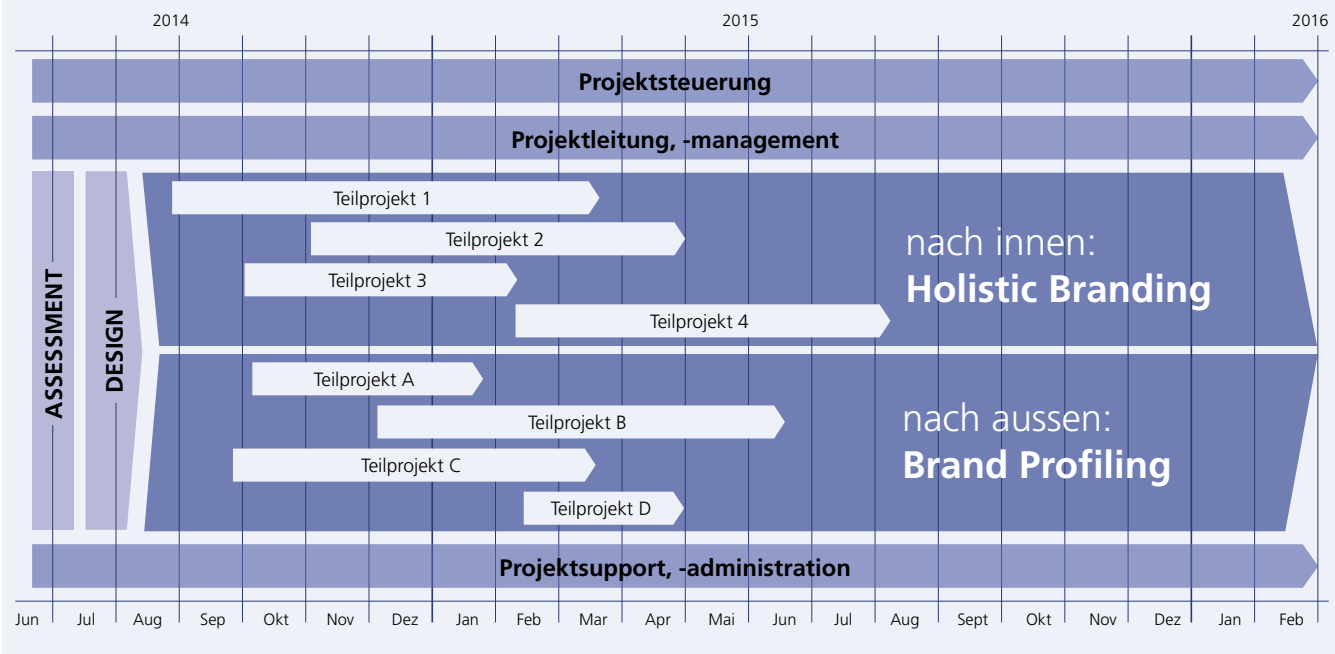 2014 2015 2016
Projektsteuerung
Projektleitung, -management
ASSESSMENT
DESIGN
Teilprojekt 1
Teilprojekt 2
Teilprojekt 3
Teilprojekt 4
nach innen:
Holistic Branding
Teilprojekt A
Teilprojekt B
Teilprojekt C
Teilprojekt D
nach aussen:
Brand Profiling
Projektsupport, -administration
Jun Jul Aug Sep Okt Nov Dez Jan Feb Mar Apr Mai Jun Jul Aug Sept Okt Nov Dez Jan Feb